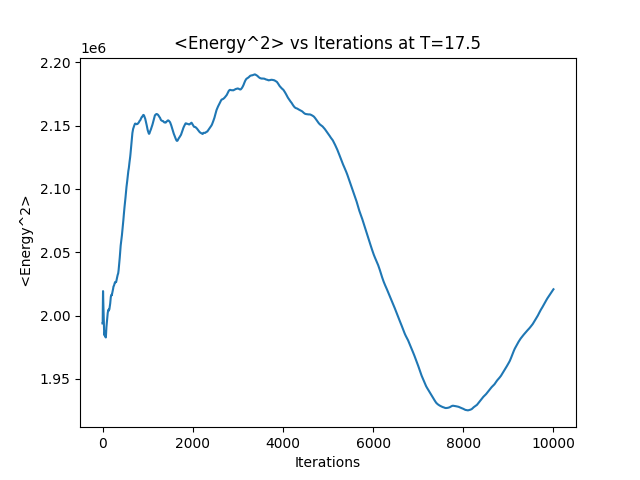 <Energy^2> vs Iterations at T=17.5
1e6
2.20
2.15
2.10
2.05
2.00
1.95
<Energy^2>
0 2000 4000 6000 8000 10000
Iterations